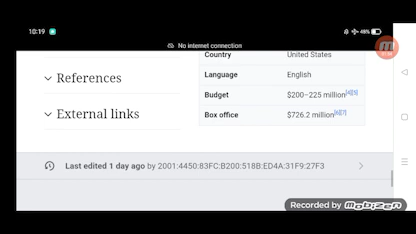 10:19
48%
No internet connection
Country United States
References
Language English
Budget $200–225 million[4][5]
External links
Box office $726.2 million[6][7]
Last edited 1 day ago by 2001:4450:83FC:B200:518B:ED4A:31F9:27F3
Recorded by MOBIZEN